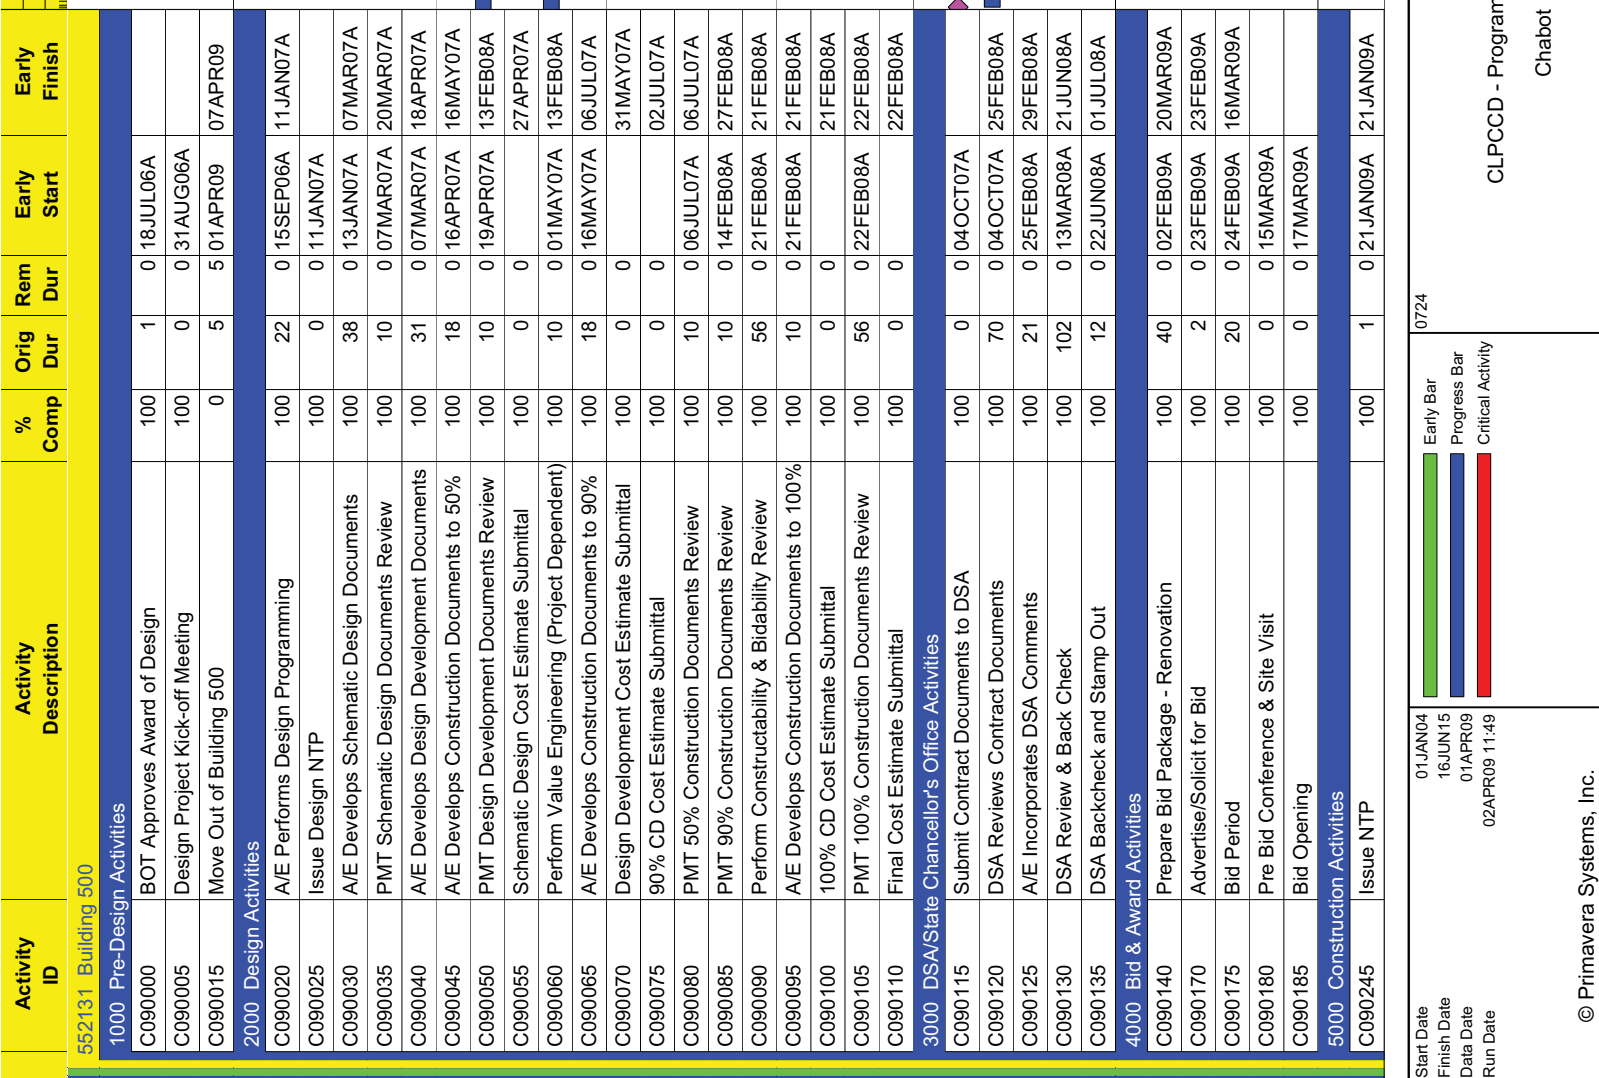 Activity ID Activity Description % Comp Orig Dur Rem Dur Early Start Early Finish
552131 Building 500
1000 Pre-Design Activities
C090000 BOT Approves Award of Design 100 1 0 18JUL06A
C090005 Design Project Kick-off Meeting 100 0 0 31AUG06A
C090015 Move Out of Building 500 0 5 5 01APR09 07APR09
2000 Design Activities
C090020 A/E Performs Design Programming 100 22 0 15SEP06A 11JAN07A
C090025 Issue Design NTP 100 0 0 11JAN07A
C090030 A/E Develops Schematic Design Documents 100 38 0 13JAN07A 07MAR07A
C090035 PMT Schematic Design Documents Review 100 10 0 07MAR07A 20MAR07A
C090040 A/E Develops Design Development Documents 100 31 0 07MAR07A 18APR07A
C090045 A/E Develops Construction Documents to 50% 100 18 0 16APR07A 16MAY07A
C090050 PMT Design Development Documents Review 100 10 0 19APR07A 13FEB08A
C090055 Schematic Design Cost Estimate Submittal 100 0 0 27APR07A
C090060 Perform Value Engineering (Project Dependent) 100 10 0 01MAY07A 13FEB08A
C090065 A/E Develops Construction Documents to 90% 100 18 0 16MAY07A 06JUL07A
C090070 Design Development Cost Estimate Submittal 100 0 0 31MAY07A
C090075 90% CD Cost Estimate Submittal 100 0 0 02JUL07A
C090080 PMT 50% Construction Documents Review 100 10 0 06JUL07A 06JUL07A
C090085 PMT 90% Construction Documents Review 100 10 0 14FEB08A 27FEB08A
C090090 Perform Constructability & Bidability Review 100 56 0 21FEB08A 21FEB08A
C090095 A/E Develops Construction Documents to 100% 100 10 0 21FEB08A 21FEB08A
C090100 100% CD Cost Estimate Submittal 100 0 0 21FEB08A
C090105 PMT 100% Construction Documents Review 100 56 0 22FEB08A 22FEB08A
C090110 Final Cost Estimate Submittal 100 0 0 22FEB08A
3000 DSA/State Chancellor's Office Activities
C090115 Submit Contract Documents to DSA 100 0 0 04OCT07A
C090120 DSA Reviews Contract Documents 100 70 0 04OCT07A 25FEB08A
C090125 A/E Incorporates DSA Comments 100 21 0 25FEB08A 29FEB08A
C090130 DSA Review & Back Check 100 102 0 13MAR08A 21JUN08A
C090135 DSA Backcheck and Stamp Out 100 12 0 22JUN08A 01JUL08A
4000 Bid & Award Activities
C090140 Prepare Bid Package - Renovation 100 40 0 02FEB09A 20MAR09A
C090170 Advertise/Solicit for Bid 100 2 0 23FEB09A 23FEB09A
C090175 Bid Period 100 20 0 24FEB09A 16MAR09A
C090180 Pre Bid Conference & Site Visit 100 0 0 15MAR09A
C090185 Bid Opening 100 0 0 17MAR09A
5000 Construction Activities
C090245 Issue NTP 100 1 0 21JAN09A 21JAN09A
Start Date 01JAN04
Finish Date 16JUN15
Data Date 01APR09
Run Date 02APR09 11:49
© Primavera Systems, Inc.
Early Bar
Progress Bar
Critical Activity
0724
CLPCCD - Program
Chabot